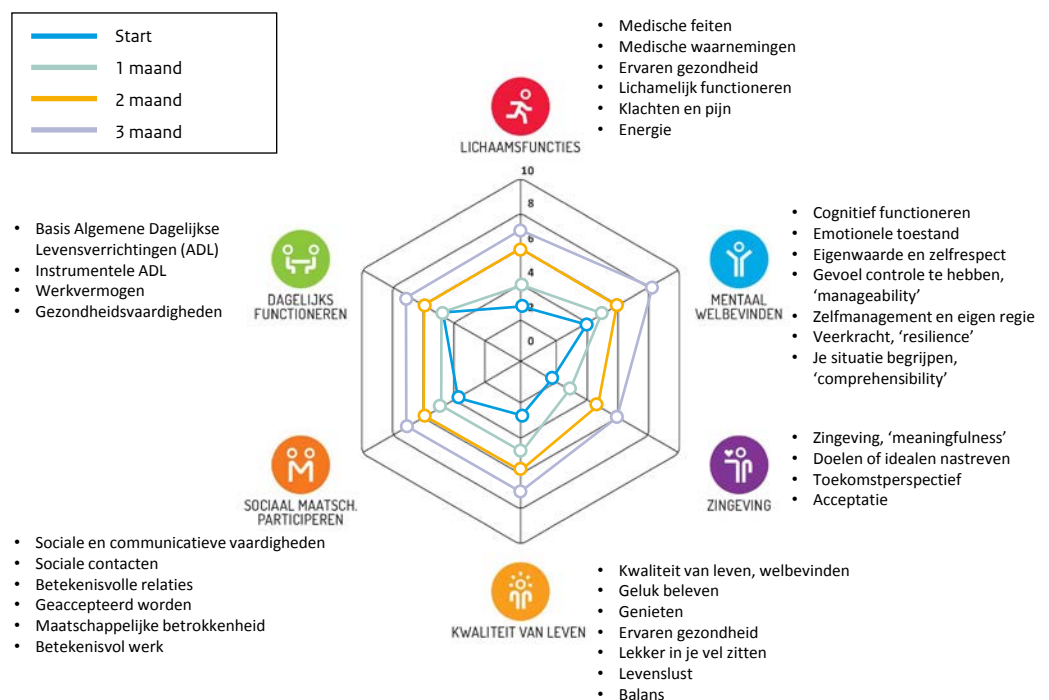 Start
1 maand
2 maand
3 maand
• Medische feiten
• Medische waarnemingen
• Ervaren gezondheid
• Lichamelijk functioneren
• Klachten en pijn
• Energie
LICHAAMSFUNCTIES
10
8
6
4
2
0
• Basis Algemene Dagelijkse
Levensverrichtingen (ADL)
• Instrumentele ADL
• Werkvermogen
• Gezondheidsvaardigheden
DAGELIJKS
FUNCTIONEREN
MENTAAL
WELBEVINDEN
• Cognitief functioneren
• Emotionele toestand
• Eigenwaarde en zelfrespect
• Gevoel controle te hebben,
‘manageability’
• Zelfmanagement en eigen regie
• Veerkracht, ‘resilience’
• Je situatie begrijpen,
‘comprehensibility’
ZINGEVING
• Zingeving, ‘meaningfulness’
• Doelen of idealen nastreven
• Toekomstperspectief
• Acceptatie
SOCIAAL MAATSCH.
PARTICIPEREN
• Sociale en communicatieve vaardigheden
• Sociale contacten
• Betekenisvolle relaties
• Geaccepteerd worden
• Maatschappelijke betrokkenheid
• Betekenisvol werk
KWALITEIT VAN LEVEN
• Kwaliteit van leven, welbevinden
• Geluk beleven
• Genieten
• Ervaren gezondheid
• Lekker in je vel zitten
• Levenslust
• Balans